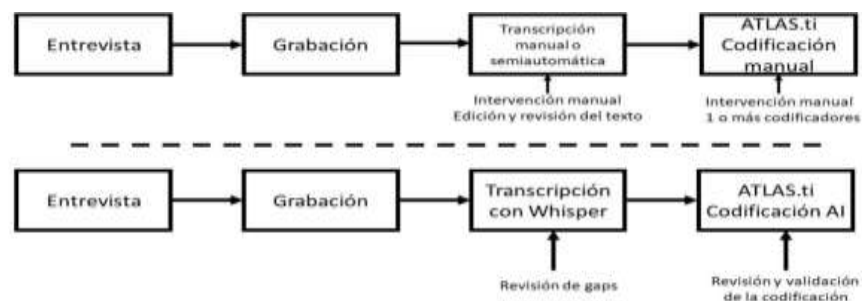 Entrevista
Grabación
Transcripción
manual o
semiautomática
ATLAS.ti
Codificación
manual
Intervención manual
Edición y revisión del texto
Intervención manual
1 o más codificadores
Entrevista
Grabación
Transcripción
con Whisper
ATLAS.ti
Codificación AI
Revisión de gaps
Revisión y validación
de la codificación